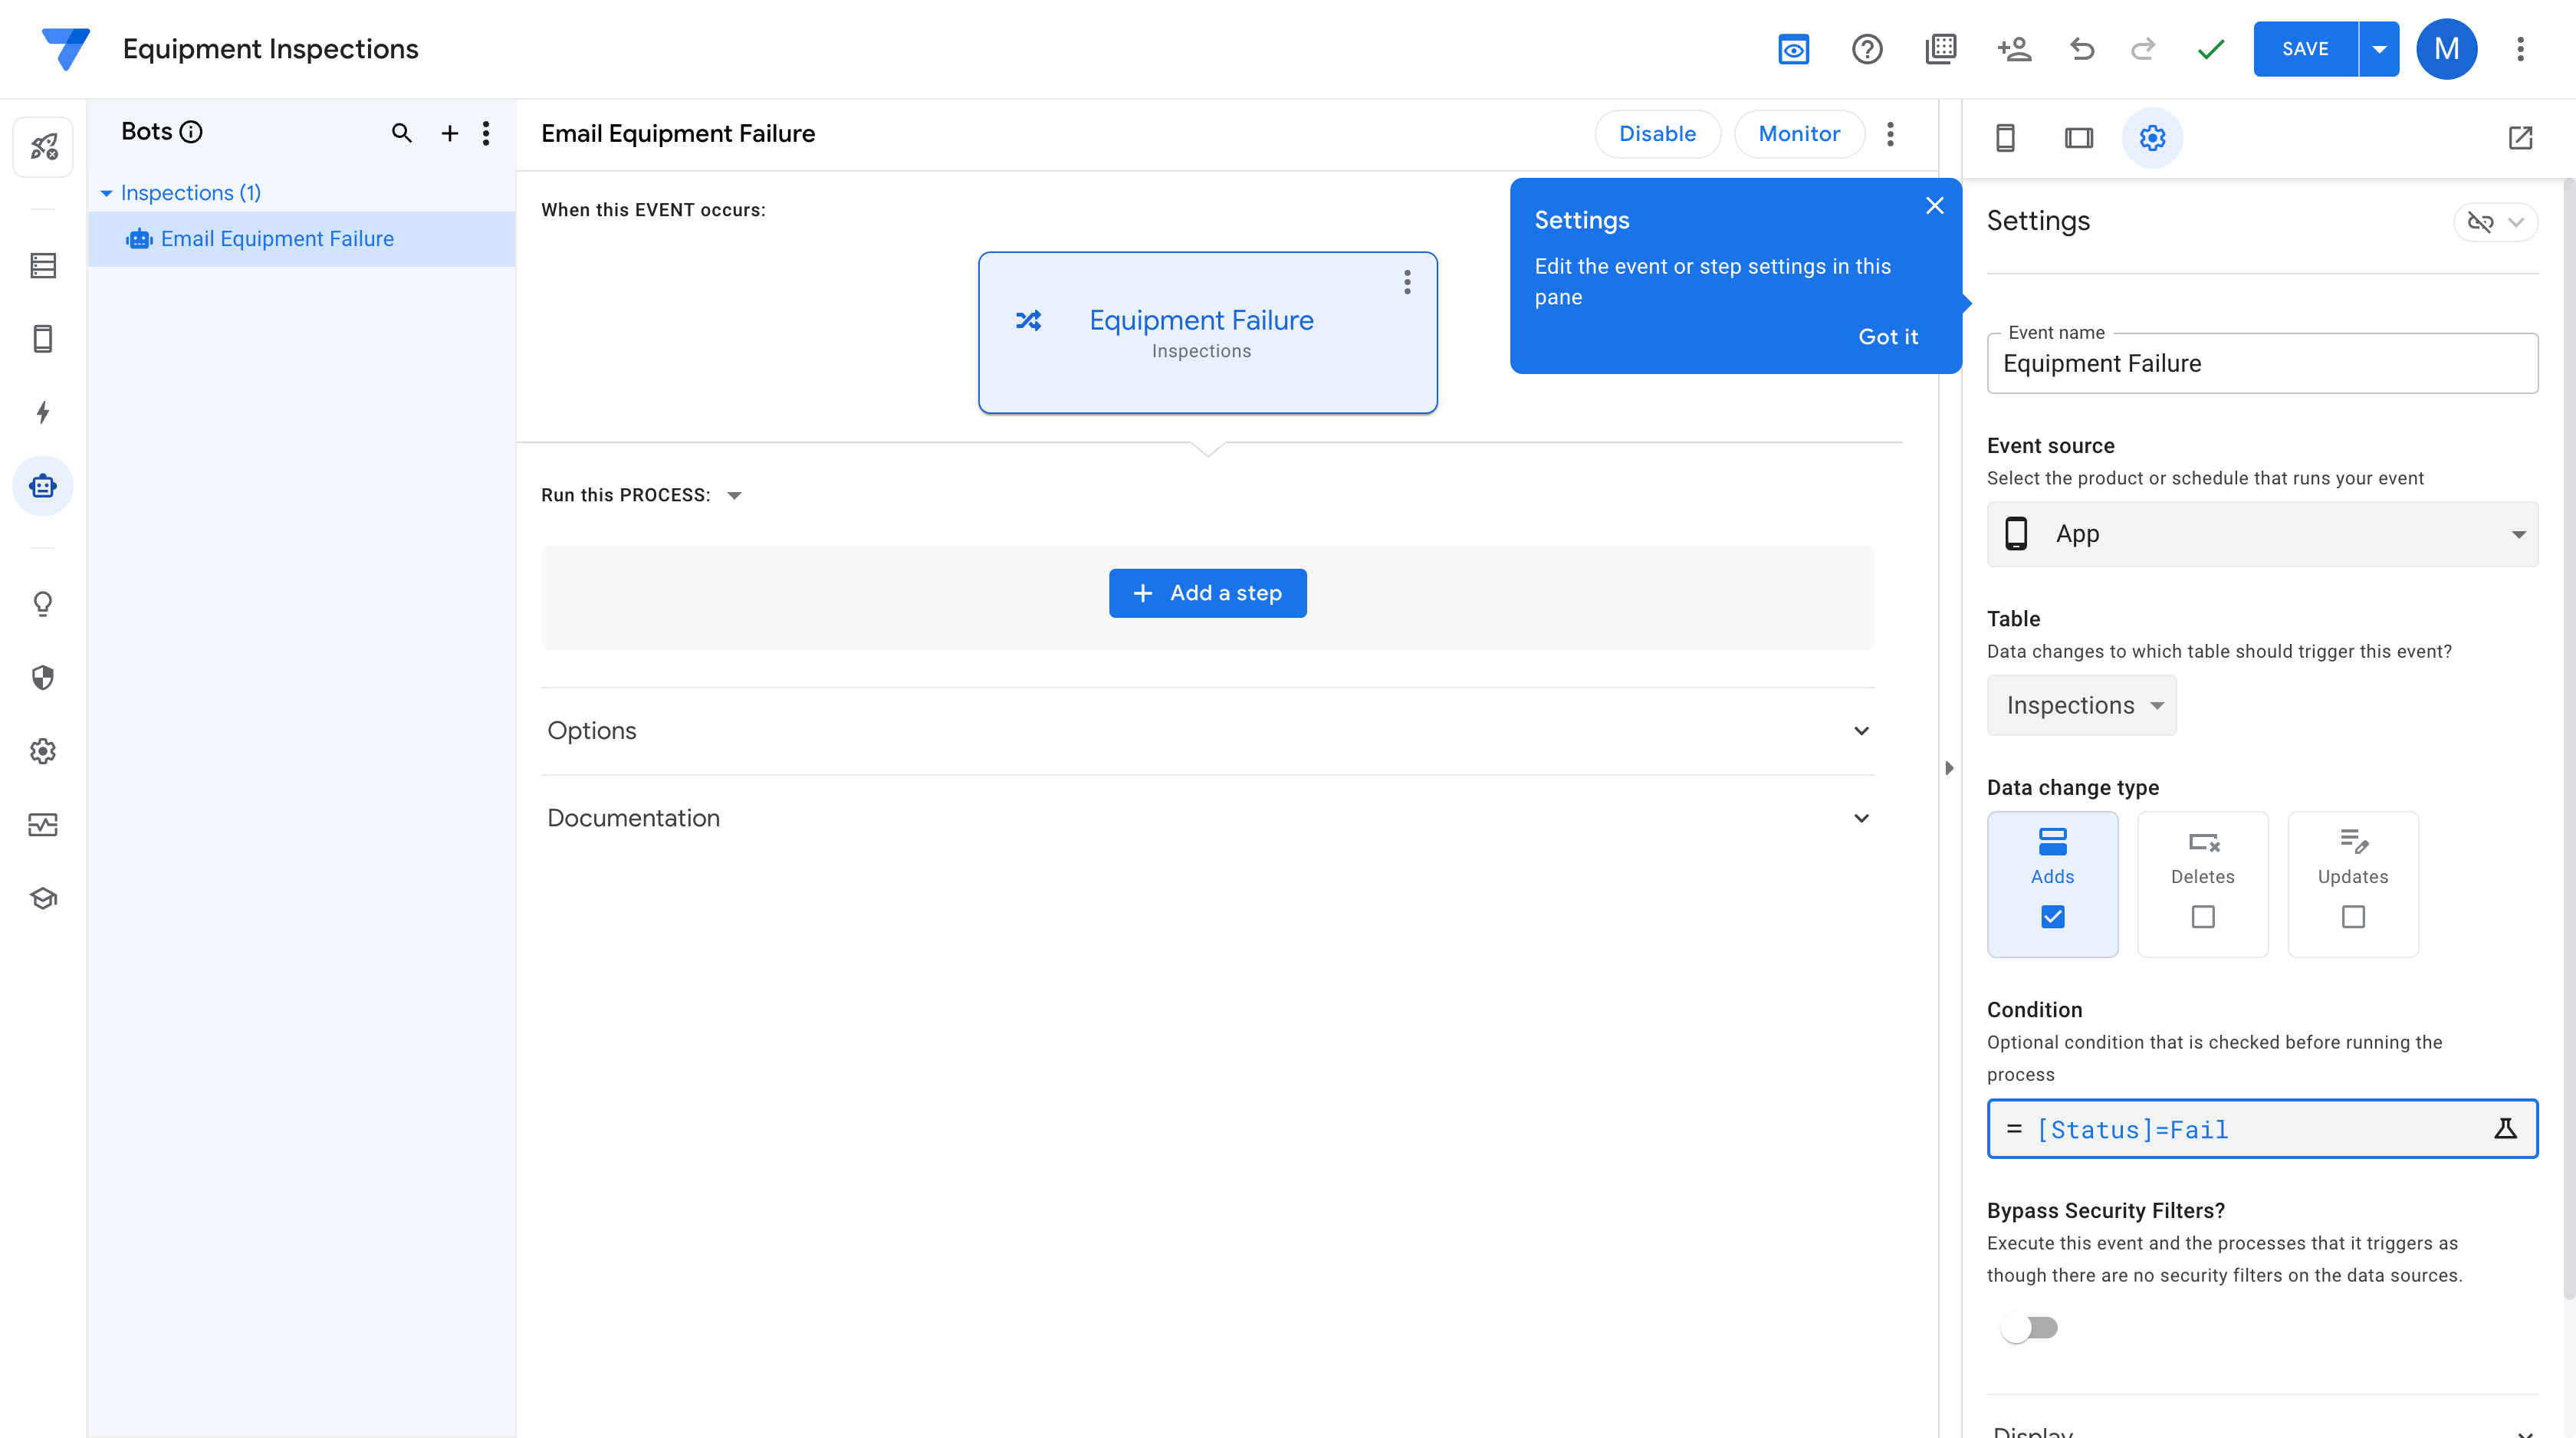 Equipment Inspections
SAVE
M
Bots
Inspections (1)
Email Equipment Failure
Email Equipment Failure
Disable
Monitor
When this EVENT occurs:
Equipment Failure
Inspections
Run this PROCESS:
Add a step
Options
Documentation
Settings
Edit the event or step settings in this
pane
Got it
Settings
Event name
Equipment Failure
Event source
Select the product or schedule that runs your event
App
Table
Data changes to which table should trigger this event?
Inspections
Data change type
Adds
Deletes
Updates
Condition
Optional condition that is checked before running the
process
= [Status]=Fail
Bypass Security Filters?
Execute this event and the processes that it triggers as
though there are no security filters on the data sources.
Display